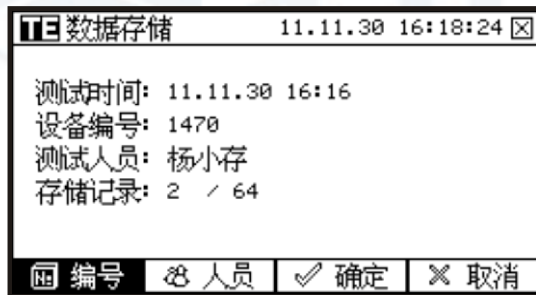 TE 数据存储 11.11.30 16:18:24
测试时间: 11.11.30 16:16
设备编号: 1470
测试人员: 杨小存
存储记录: 2 / 64
No. 编号 人员 确定 取消